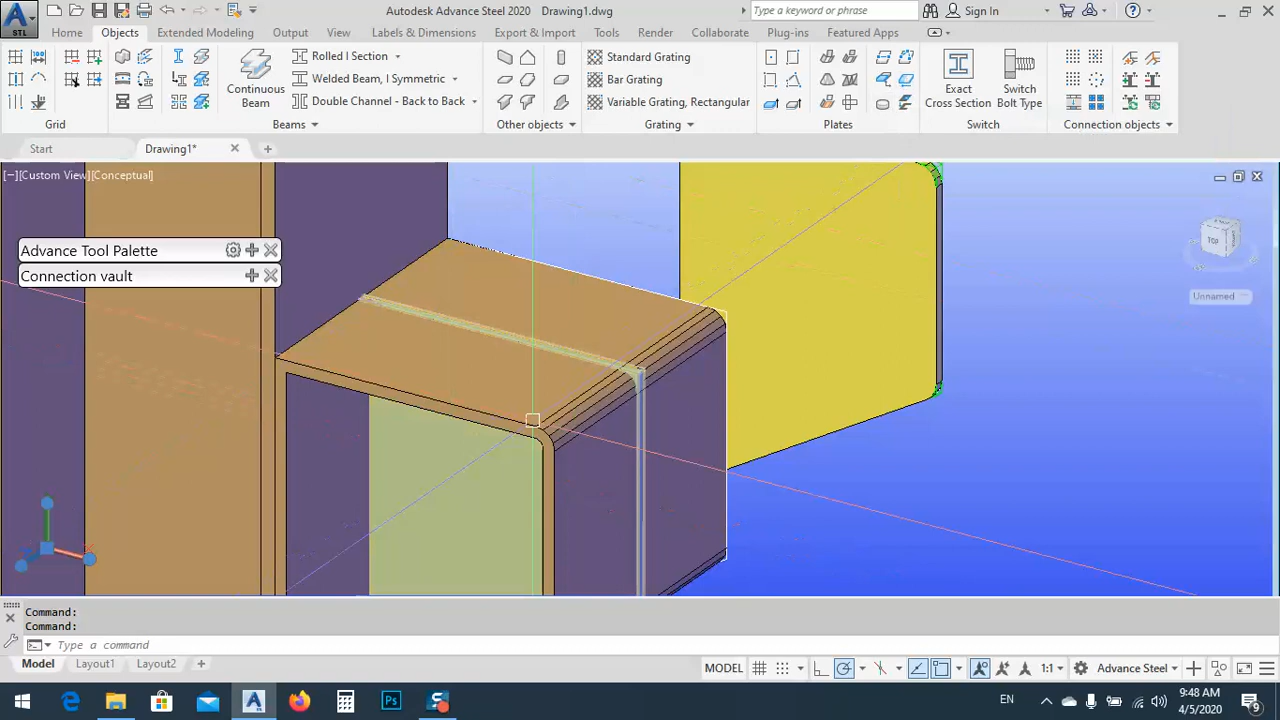 STL
Autodesk Advance Steel 2020 Drawing1.dwg
Type a keyword or phrase
Sign In
Home
Objects
Extended Modeling
Output
View
Labels & Dimensions
Export & Import
Tools
Render
Collaborate
Plug-ins
Featured Apps
Rolled I Section
Welded Beam, I Symmetric
Double Channel - Back to Back
Continuous
Beam
Standard Grating
Bar Grating
Variable Grating, Rectangular
Exact
Cross Section
Switch
Bolt Type
Grid
Beams
Other objects
Grating
Plates
Switch
Connection objects
Start
Drawing1*
[−][Custom View][Conceptual]
Advance Tool Palette
Connection vault
TOP
Unnamed
Command:
Command:
Type a command
Model
Layout1
Layout2
MODEL
1:1
Advance Steel
Ps
EN
9:48 AM
4/5/2020
9